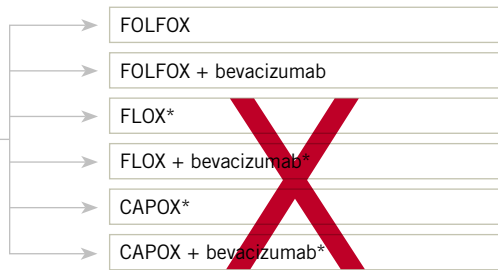 FOLFOX
FOLFOX + bevacizumab
FLOX*
FLOX + bevacizumab*
CAPOX*
CAPOX + bevacizumab*